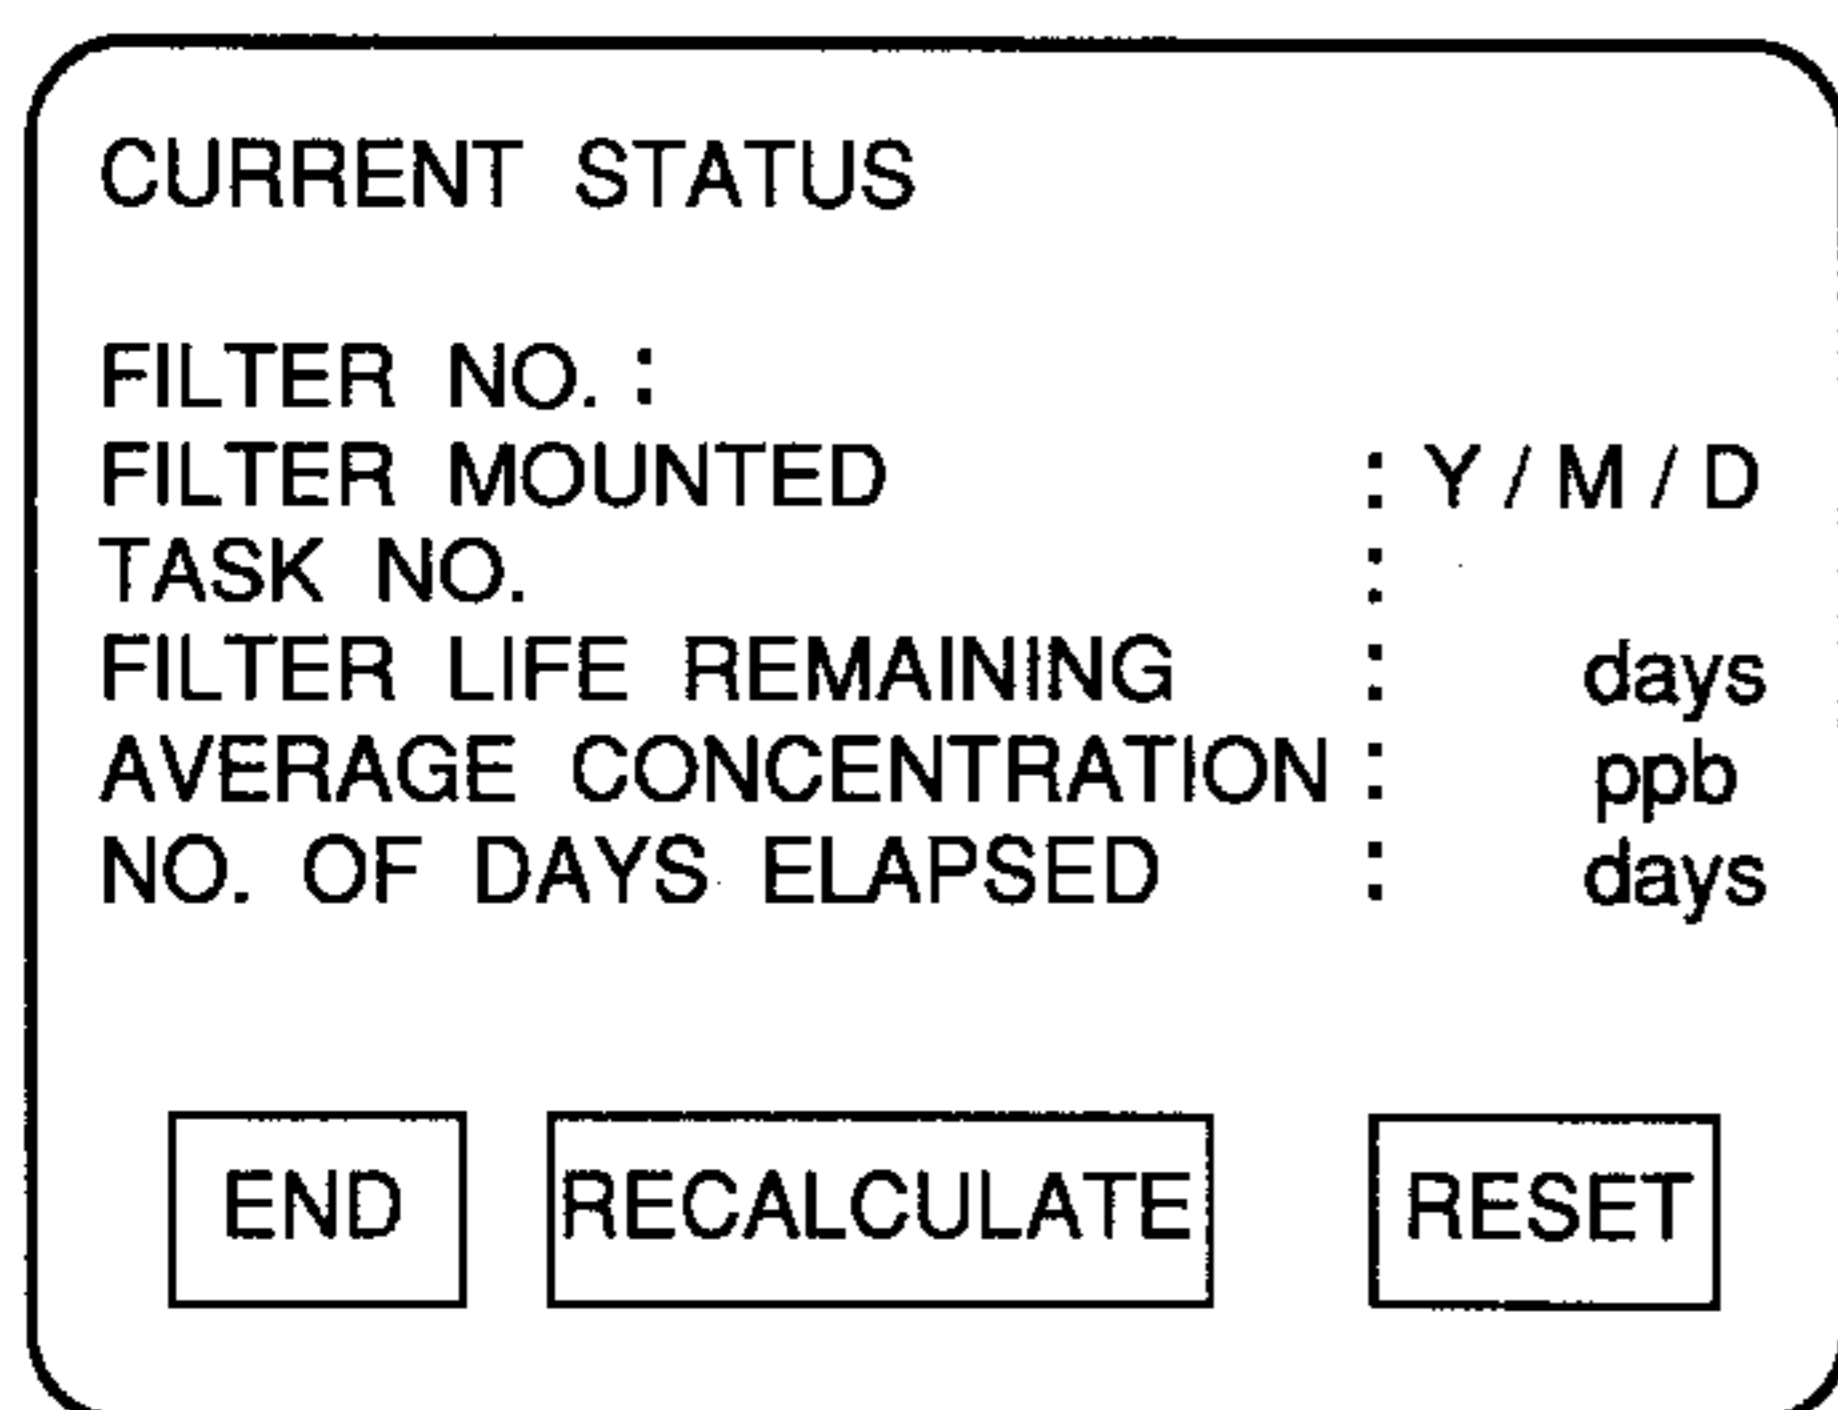 CURRENT STATUS
FILTER NO. :
FILTER MOUNTED : Y / M / D
TASK NO. :
FILTER LIFE REMAINING : days
AVERAGE CONCENTRATION : ppb
NO. OF DAYS ELAPSED : days
END RECALCULATE RESET